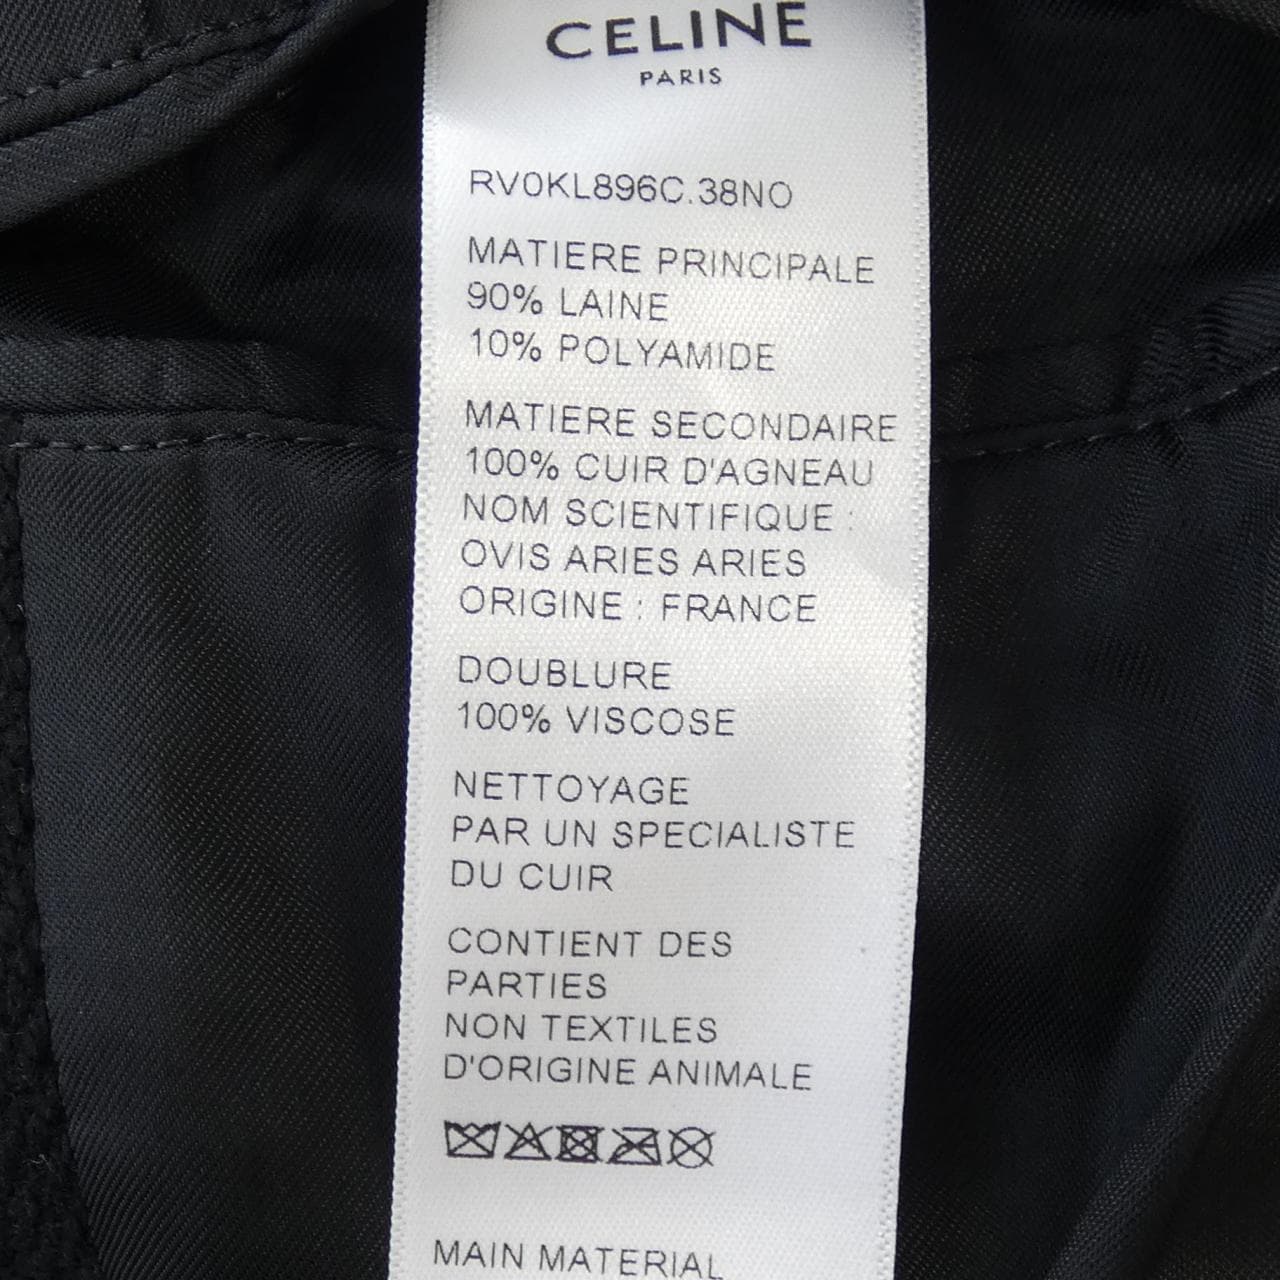 CELINE
PARIS
RV0KL896C.38NO
MATIERE PRINCIPALE
90% LAINE
10% POLYAMIDE
MATIERE SECONDAIRE
100% CUIR D'AGNEAU
NOM SCIENTIFIQUE :
OVIS ARIES ARIES
ORIGINE : FRANCE
DOUBLURE
100% VISCOSE
NETTOYAGE
PAR UN SPECIALISTE
DU CUIR
CONTIENT DES
PARTIES
NON TEXTILES
D'ORIGINE ANIMALE
MAIN MATERIAL